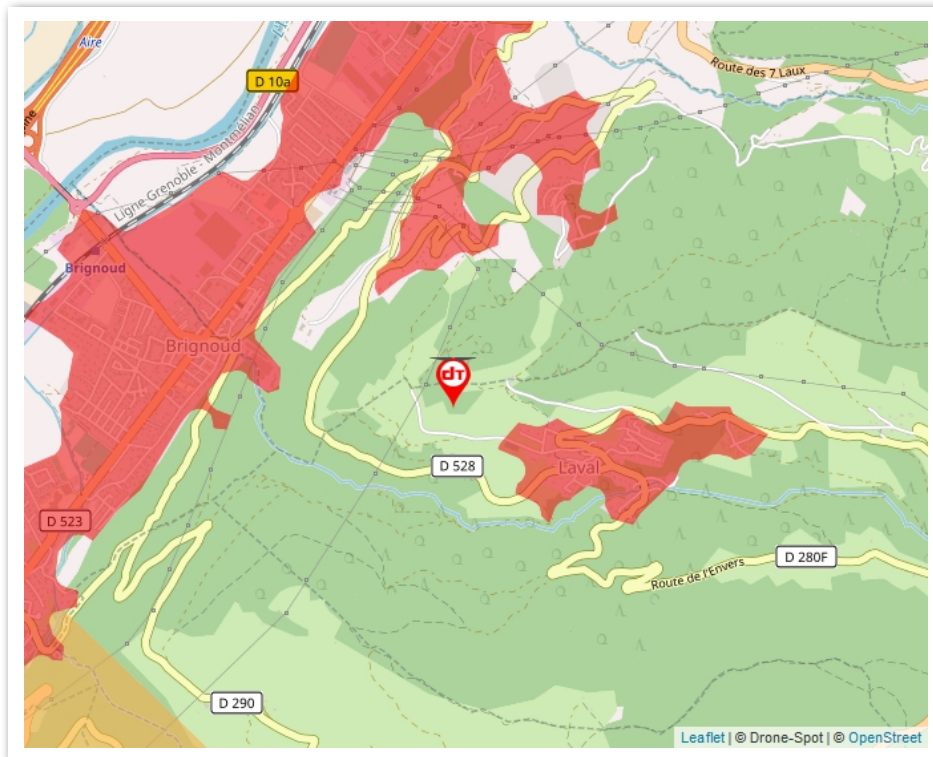 Aire
D 10a
Route des 7 Laux
Ligne Grenoble - Montmélian
Brignoud
Brignoud
dT
D 528
Laval
D 523
D 280F
Route de l'Envers
D 290
Leaflet | © Drone-Spot | © OpenStreet